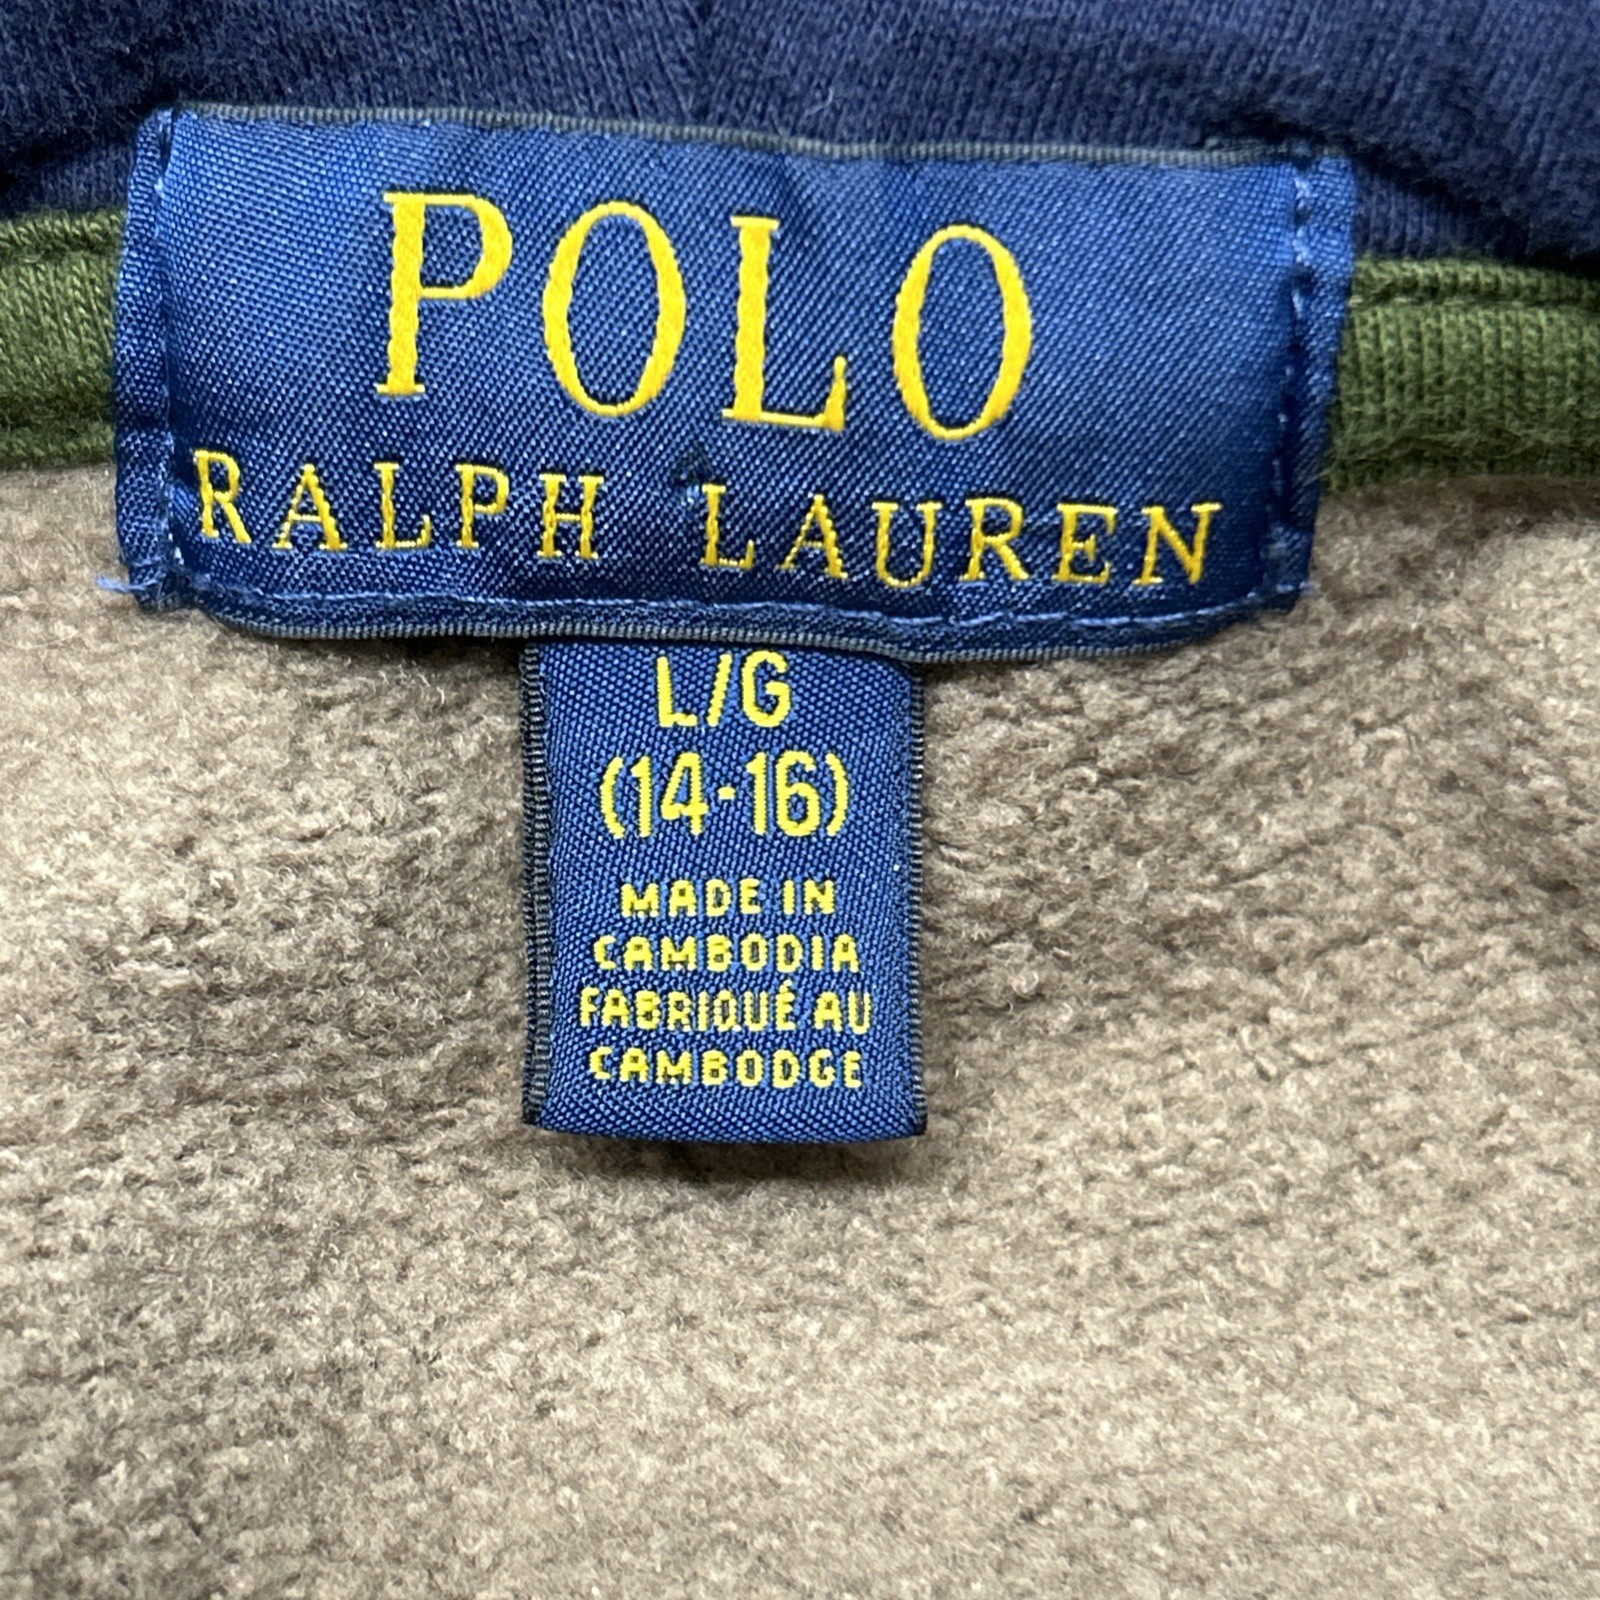 POLO
RALPH LAUREN
L/G
(14-16)
MADE IN
CAMBODIA
FABRIQUÉ AU
CAMBODGE